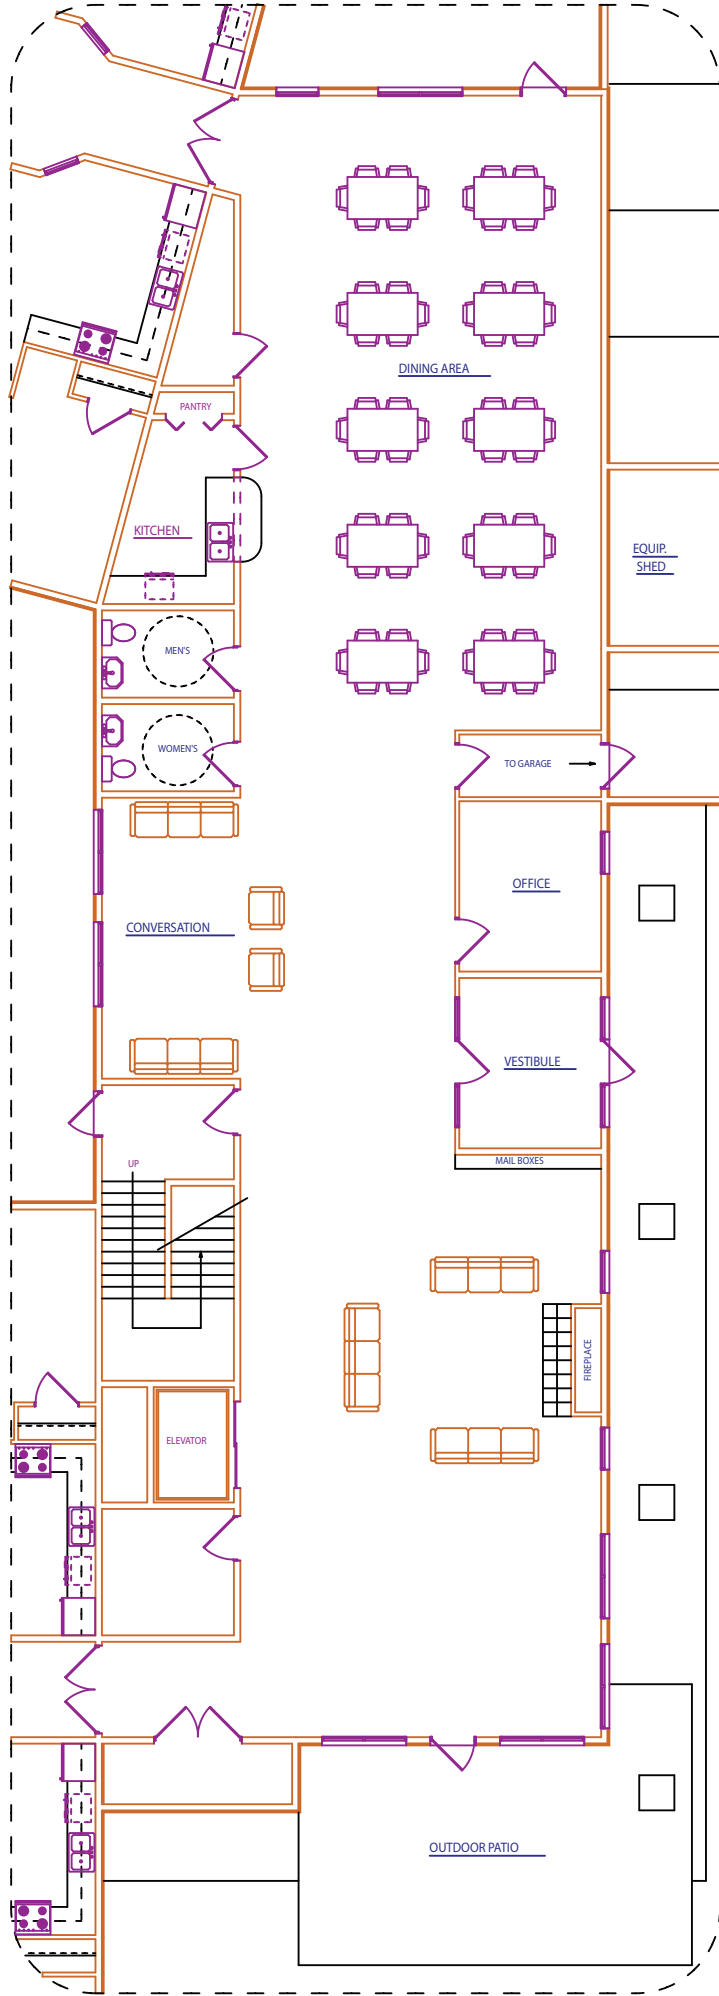 DINING AREA
PANTRY
KITCHEN
EQUIP.
SHED
MEN'S
WOMEN'S
TO GARAGE
OFFICE
CONVERSATION
VESTIBULE
MAIL BOXES
UP
FIREPLACE
ELEVATOR
OUTDOOR PATIO